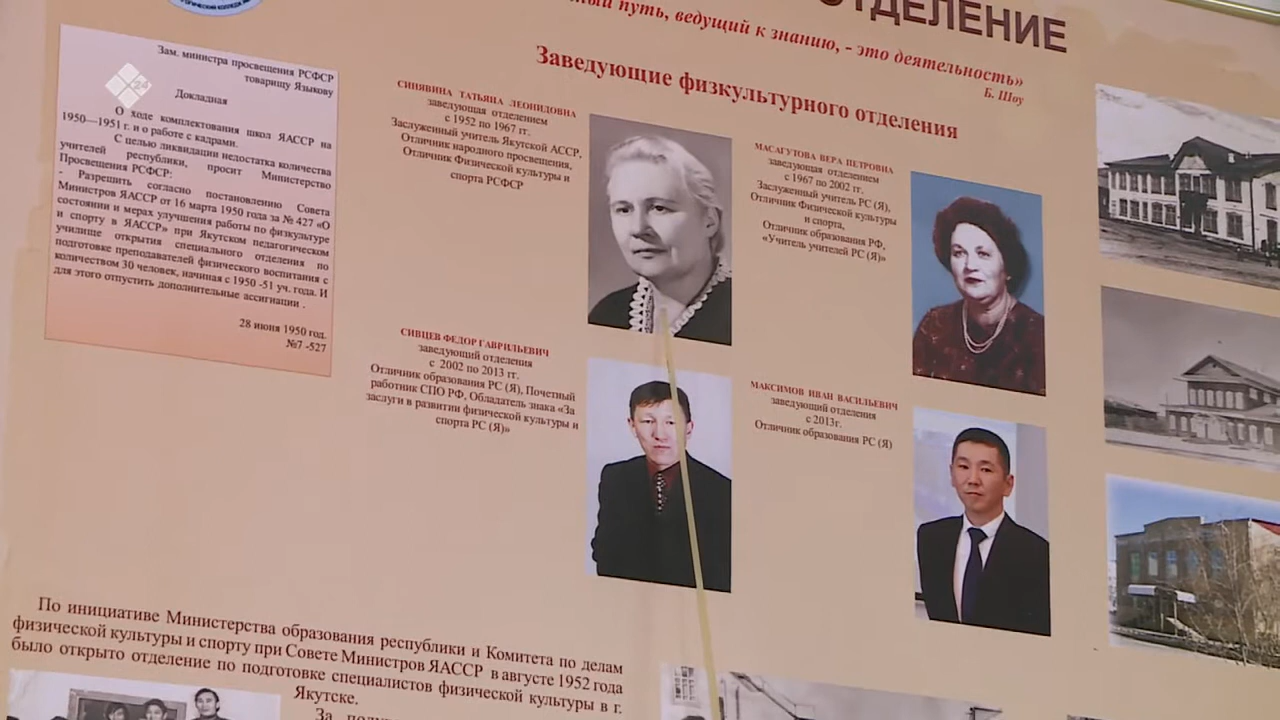 ОТДЕЛЕНИЕ
путь, ведущий к знанию, - это деятельность»
Б. Шоу
Заведующие физкультурного отделения
24
Зам. министра просвещения РСФСР
товарищу Языкову
Докладная
О ходе комплектования школ ЯАССР на
1950—1951 г. и о работе с кадрами.
С целью ликвидации недостатка количества
учителей республики, просит Министерство
Просвещения РСФСР:
- Разрешить согласно постановлению Совета
Министров ЯАССР от 16 марта 1950 года за № 427 «О
состоянии и мерах улучшения работы по физкультуре
и спорту в ЯАССР» при Якутском педагогическом
училище открытия специального отделения по
подготовке преподавателей физического воспитания с
количеством 30 человек, начиная с 1950 -51 уч. года. И
для этого отпустить дополнительные ассигнации .
28 июня 1950 год.
№7 -527
СИНЯВИНА ТАТЬЯНА ЛЕОНИДОВНА
заведующая отделением
с 1952 по 1967 гг.
Заслуженный учитель Якутской АССР,
Отличник народного просвещения,
Отличник Физической культуры и
спорта РСФСР
МАСАГУТОВА ВЕРА ПЕТРОВНА
заведующая отделением
с 1967 по 2002 гг.
Заслуженный учитель РС (Я),
Отличник Физической культуры
и спорта,
Отличник образования РФ,
«Учитель учителей РС (Я)»
СИВЦЕВ ФЕДОР ГАВРИЛЬЕВИЧ
заведующий отделения
с 2002 по 2013 гг.
Отличник образования РС (Я), Почетный
работник СПО РФ, Обладатель знака «За
заслуги в развитии физической культуры и
спорта РС (Я)»
МАКСИМОВ ИВАН ВАСИЛЬЕВИЧ
заведующий отделения
с 2013г.
Отличник образования РС (Я)
По инициативе Министерства образования республики и Комитета по делам
физической культуры и спорту при Совете Министров ЯАССР в августе 1952 года
было открыто отделение по подготовке специалистов физической культуры в г.
Якутске.